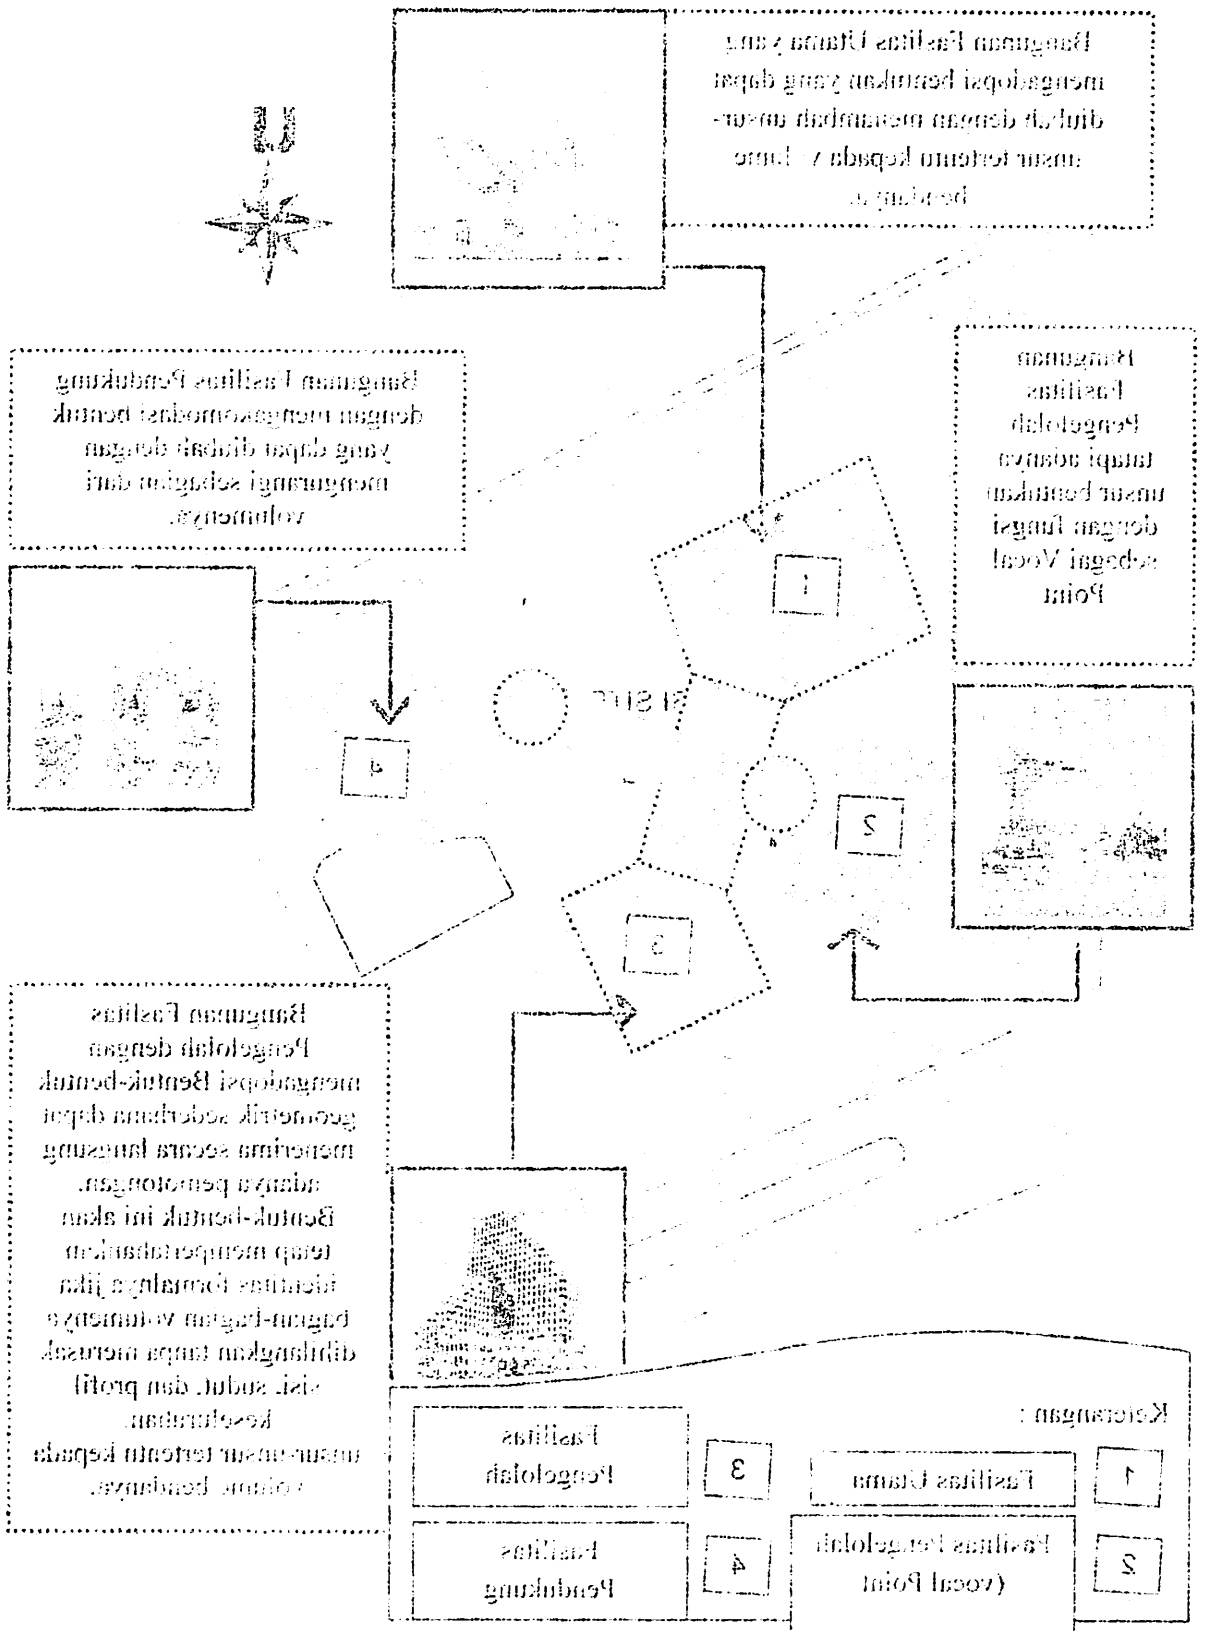 Bangunan Faslitas Utama yang
mengadopsi bentukan yang dapat
diubah dengan menambah unsur-
unsur tertentu kepada volume
bendanya.
U
Bangunan
Fasilitas
Pengelolah
tatapi adanya
unsur bentukan
dengan fungsi
sebagai Vocal
Point
Bangunan Fasilitas Pendukung
dengan mengakomodasi bentuk
yang dapat diubah dengan
mengurangi sebagian dari
volumenya.
1
4
2
3
Bangunan Faslitas
Pengelolah dengan
mengadopsi Bentuk-bentuk
geometrik sederhana dapat
menerima secara langsung
adanya pemotongan.
Bentuk-bentuk ini akan
tetap mempertahankan
identitas formalnya jika
bagian-bagian volumenya
dihilangkan tanpa merusak
sisi, sudut, dan profil
keseluruhan.
unsur-unsur tertentu kepada
volume bendanya.
Keterangan :
1
Fasilitas Utama
2
Fasilitas Pengelolah
(vocal Point
3
Fasilitas
Pengelolah
4
Fasilitas
Pendukung